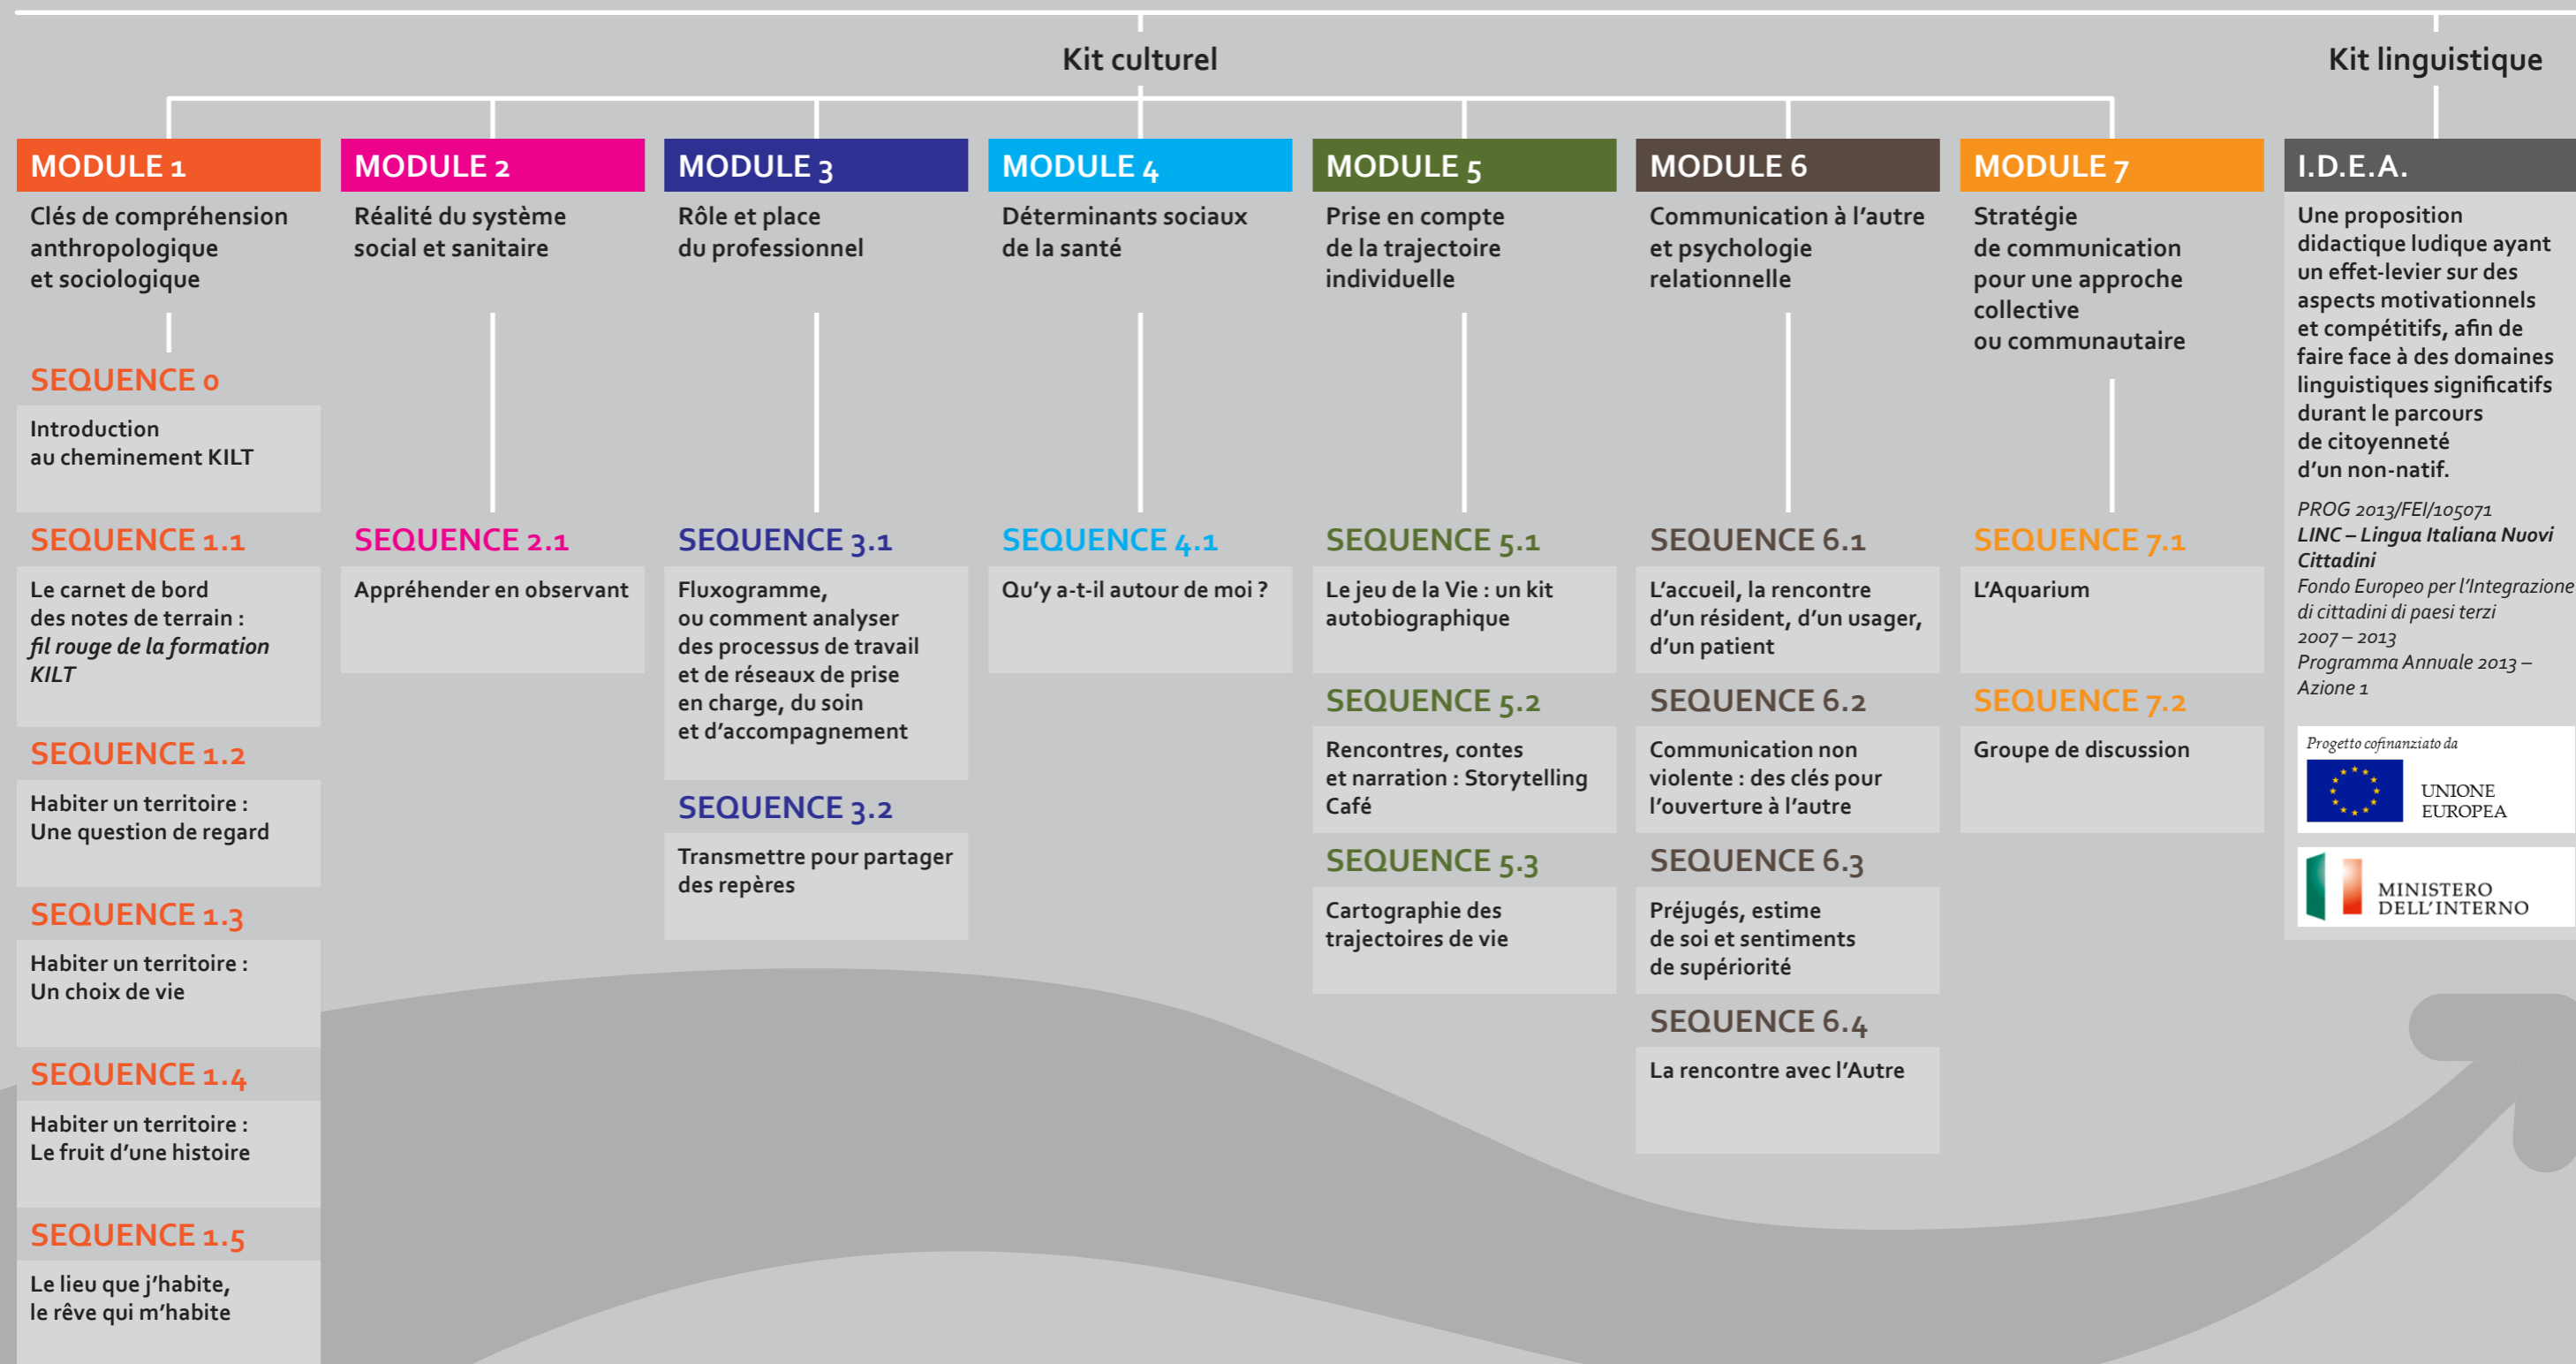 Kit culturel
Kit linguistique
MODULE 1
Clés de compréhension
anthropologique
et sociologique
SEQUENCE 0
Introduction
au cheminement KILT
SEQUENCE 1.1
Le carnet de bord
des notes de terrain :
fil rouge de la formation
KILT
SEQUENCE 1.2
Habiter un territoire :
Une question de regard
SEQUENCE 1.3
Habiter un territoire :
Un choix de vie
SEQUENCE 1.4
Habiter un territoire :
Le fruit d'une histoire
SEQUENCE 1.5
Le lieu que j'habite,
le rêve qui m'habite
MODULE 2
Réalité du système
social et sanitaire
SEQUENCE 2.1
Appréhender en observant
MODULE 3
Rôle et place
du professionnel
SEQUENCE 3.1
Fluxogramme,
ou comment analyser
des processus de travail
et de réseaux de prise
en charge, du soin
et d'accompagnement
SEQUENCE 3.2
Transmettre pour partager
des repères
MODULE 4
Déterminants sociaux
de la santé
SEQUENCE 4.1
Qu'y a-t-il autour de moi ?
MODULE 5
Prise en compte
de la trajectoire
individuelle
SEQUENCE 5.1
Le jeu de la Vie : un kit
autobiographique
SEQUENCE 5.2
Rencontres, contes
et narration : Storytelling
Café
SEQUENCE 5.3
Cartographie des
trajectoires de vie
MODULE 6
Communication à l'autre
et psychologie
relationnelle
SEQUENCE 6.1
L'accueil, la rencontre
d'un résident, d'un usager,
d'un patient
SEQUENCE 6.2
Communication non
violente : des clés pour
l'ouverture à l'autre
SEQUENCE 6.3
Préjugés, estime
de soi et sentiments
de supériorité
SEQUENCE 6.4
La rencontre avec l'Autre
MODULE 7
Stratégie
de communication
pour une approche
collective
ou communautaire
SEQUENCE 7.1
L'Aquarium
SEQUENCE 7.2
Groupe de discussion
I.D.E.A.
Une proposition
didactique ludique ayant
un effet-levier sur des
aspects motivationnels
et compétitifs, afin de
faire face à des domaines
linguistiques significatifs
durant le parcours
de citoyenneté
d'un non-natif.
PROG 2013/FEI/105071
LINC – Lingua Italiana Nuovi
Cittadini
Fondo Europeo per l'Integrazione
di cittadini di paesi terzi
2007 – 2013
Programma Annuale 2013 –
Azione 1
Progetto cofinanziato da
UNIONE
EUROPEA
MINISTERO
DELL'INTERNO